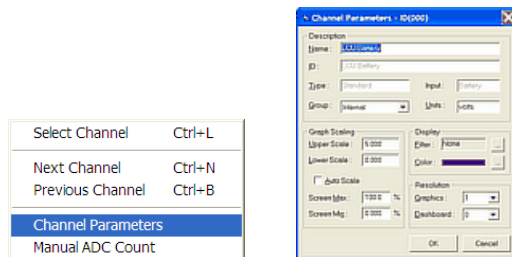 Select Channel Ctrl+L
Next Channel Ctrl+N
Previous Channel Ctrl+B
Channel Parameters
Manual ADC Count
Channel Parameters - ID(000)
Description
Name: Battery
ID: Battery
Type: Standard Input: Battery
Group: Internal Units: volts
Graph Scaling
Upper Scale: 5.000
Lower Scale: 0.000
Auto Scale
Screen Max: 100.0 %
Screen Mg.: 0.000 %
Display
Filter: None ...
Color: ...
Resolution
Graphics: 1
Dashboard: 0
OK Cancel